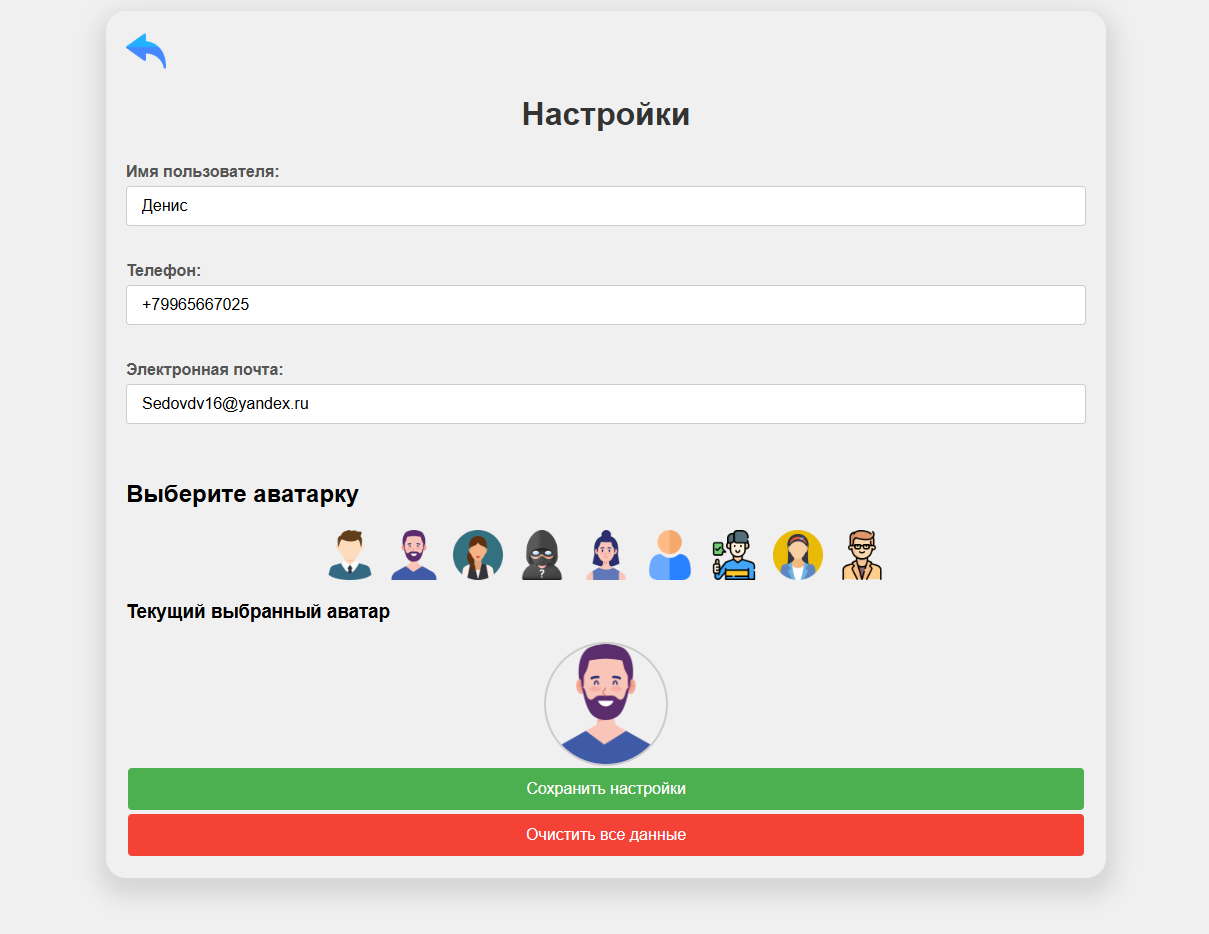 Настройки
Имя пользователя:
Денис
Телефон:
+79965667025
Электронная почта:
Sedovdv16@yandex.ru
Выберите аватарку
?
Текущий выбранный аватар
Сохранить настройки
Очистить все данные